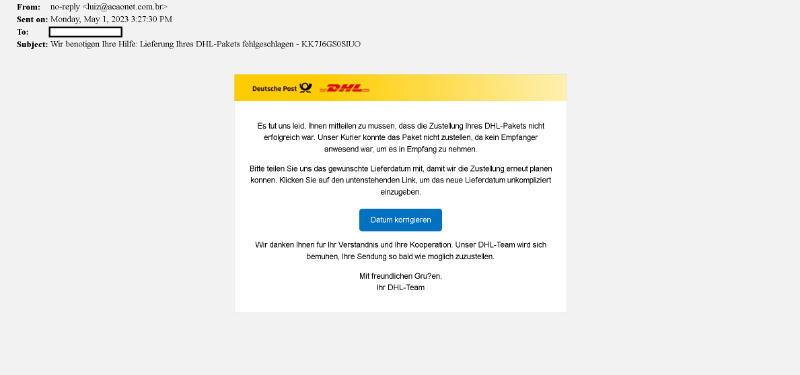 From: no-reply <luiz@acaonet.com.br>
Sent on: Monday, May 1, 2023 3:27:30 PM
To:
Subject: Wir benotigen Ihre Hilfe: Lieferung Ihres DHL-Pakets fehlgeschlagen - KK7J6GS0SIUO
Deutsche Post DHL
Es tut uns leid, Ihnen mitteilen zu mussen, dass die Zustellung Ihres DHL-Pakets nicht
erfolgreich war. Unser Kurier konnte das Paket nicht zustellen, da kein Empfanger
anwesend war, um es in Empfang zu nehmen.
Bitte teilen Sie uns das gewunschte Lieferdatum mit, damit wir die Zustellung erneut planen
konnen. Klicken Sie auf den untenstehenden Link, um das neue Lieferdatum unkompliziert
einzugeben.
Datum korrigieren
Wir danken Ihnen fur Ihr Verstandnis und Ihre Kooperation. Unser DHL-Team wird sich
bemuhen, Ihre Sendung so bald wie moglich zuzustellen.
Mit freundlichen Gru?en,
Ihr DHL-Team